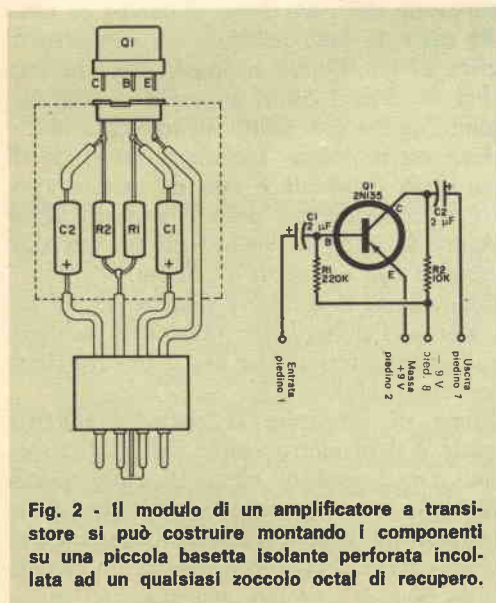 Q1
C B E
C2
R2
R1
C1
+
+
Q1
2N135
C1
2 µF
+
B
C
E
C2
2 µF
+
R1
220K
R2
10K
Entrata
piedino 1
Massa
+ 9 V
piedino 2
— 9 V
pied. 8
Uscita
piedino 7
Fig. 2 - Il modulo di un amplificatore a transi-
store si può costruire montando i componenti
su una piccola basetta isolante perforata incol-
lata ad un qualsiasi zoccolo octal di recupero.